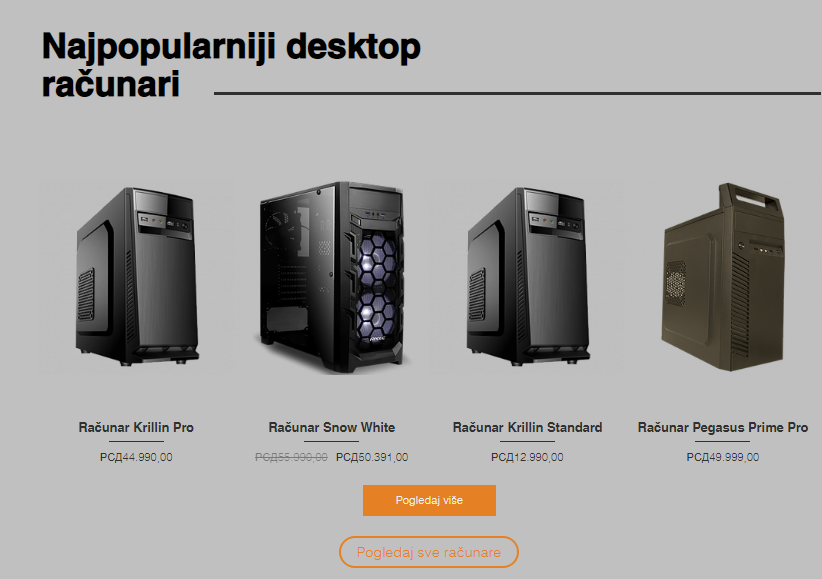 Najpopularniji desktop
računari
Računar Krillin Pro
Računar Snow White
Računar Krillin Standard
Računar Pegasus Prime Pro
РСД44.990,00
РСД55.990,00 РСД50.391,00
РСД12.990,00
РСД49.999,00
Pogledaj više
Pogledaj sve računare